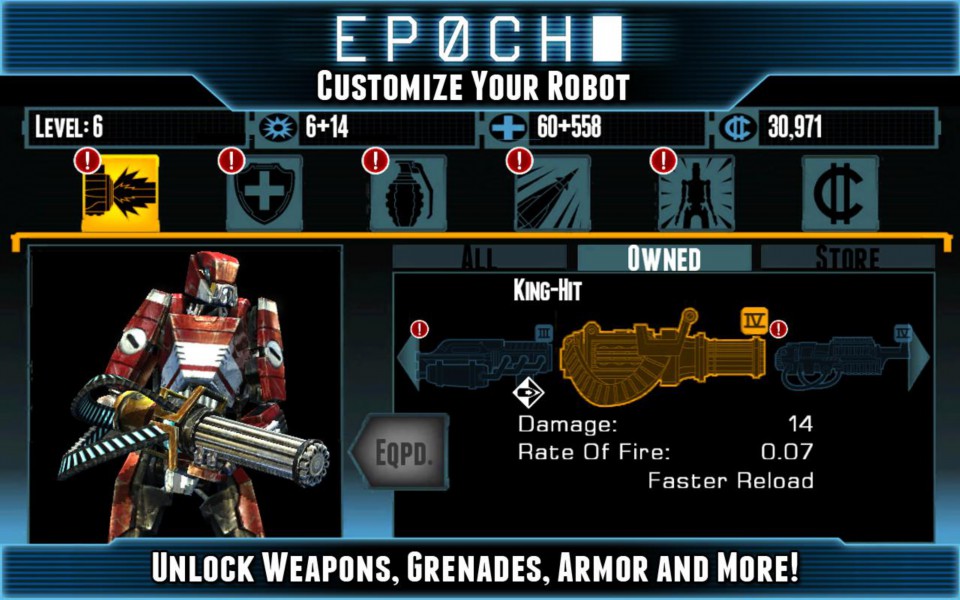 EPOCH
CUSTOMIZE YOUR ROBOT
LEVEL: 6
6+14
60+558
30,971
ALL
OWNED
STORE
KING-HIT
III
IV
IV
Damage: 14
Rate Of Fire: 0.07
Faster Reload
EQPD.
UNLOCK WEAPONS, GRENADES, ARMOR AND MORE!